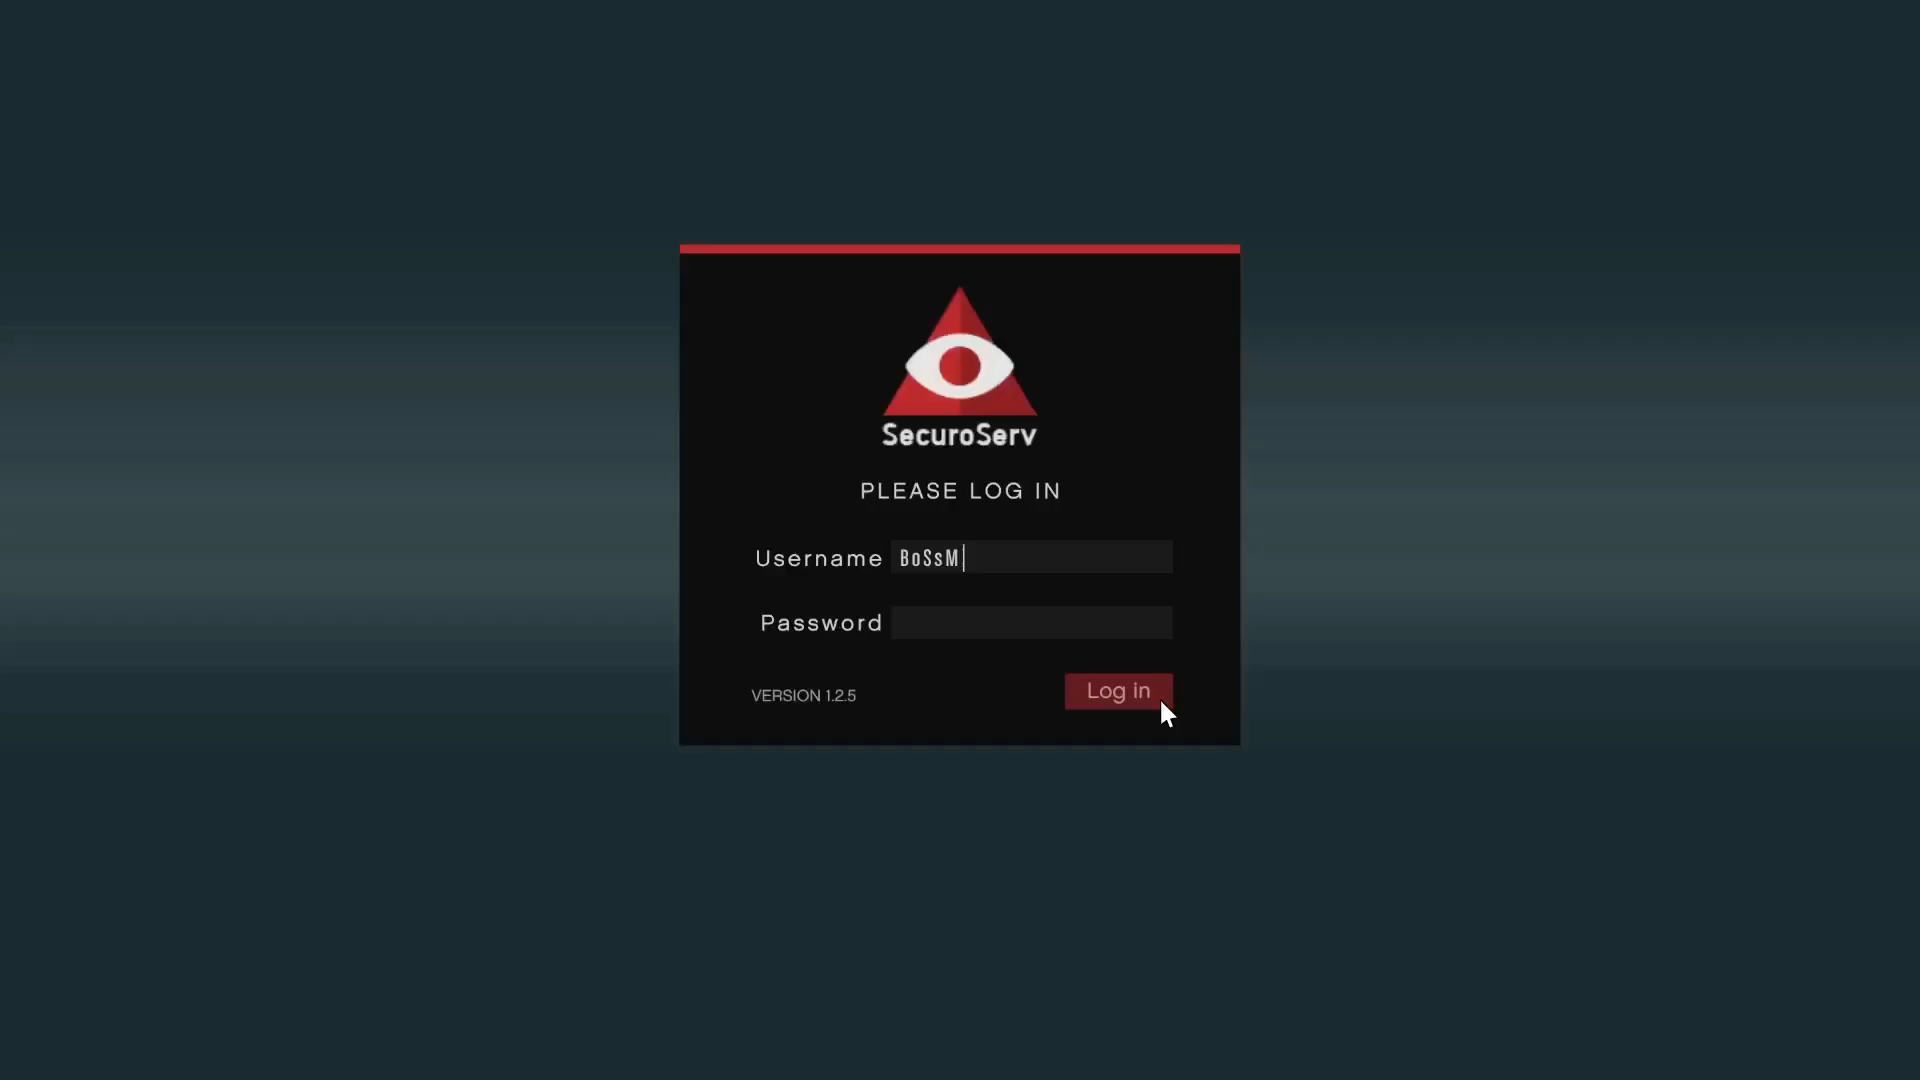 SecuroServ
PLEASE LOG IN
Username BoSsM
Password
VERSION 1.2.5 Log in